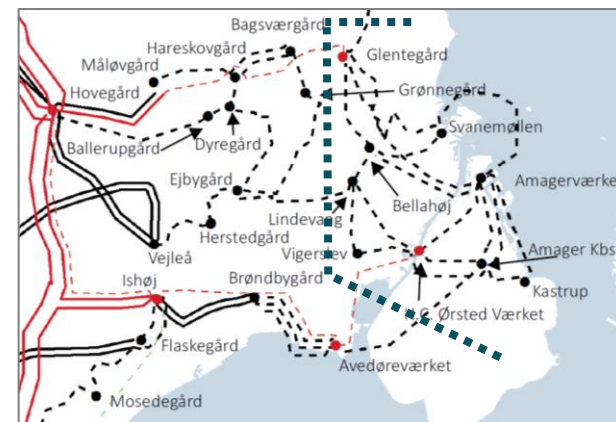 Bagsværgård
Hareskovgård
Glentegård
Måløvgård
Hovegård
Grønnegård
Svanemøllen
Ballerupgård
Dyregård
Ejbygård
Amagerværket
Lindevang
Bellahøj
Herstedgård
Vigerslev
Amager Kbs
Vejleå
Ishøj
Brøndbygård
Kastrup
Ørsted Værket
Flaskegård
Avedøreværket
Mosedegård